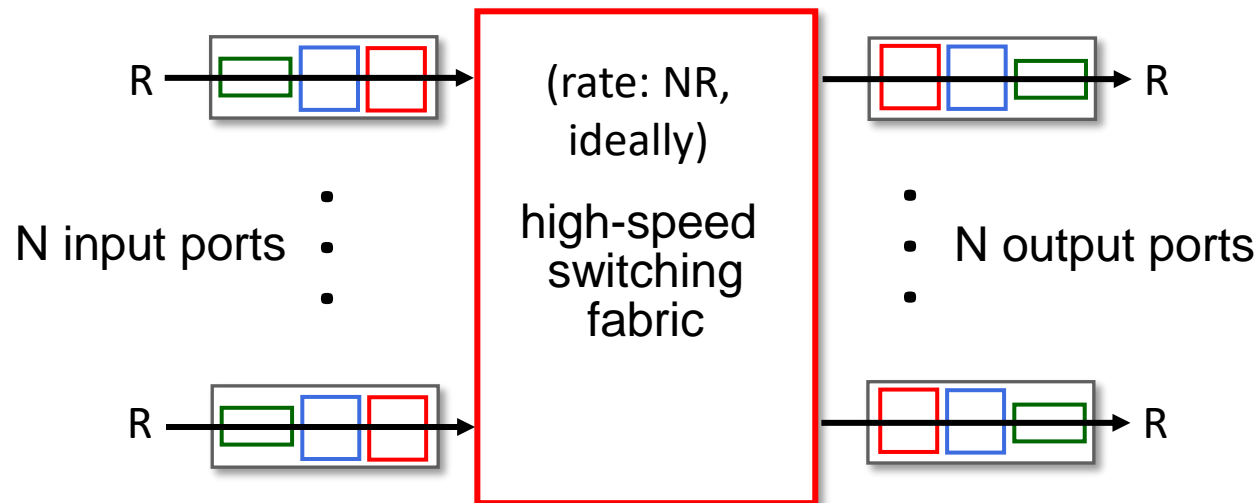 R
(rate: NR,
ideally)
R
N input ports
high-speed
switching
fabric
N output ports
R
R